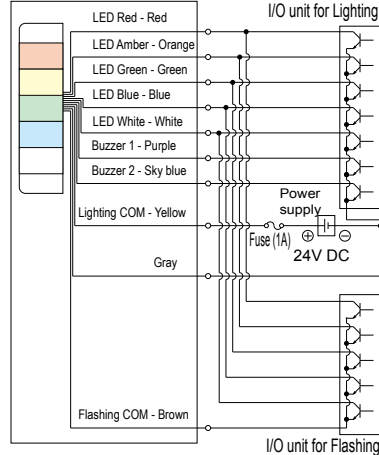 I/O unit for Lighting
LED Red - Red
LED Amber - Orange
LED Green - Green
LED Blue - Blue
LED White - White
Buzzer 1 - Purple
Buzzer 2 - Sky blue
Power
supply
Lighting COM - Yellow
Fuse (1A)
⊕ ⊖
24V DC
Gray
Flashing COM - Brown
I/O unit for Flashing